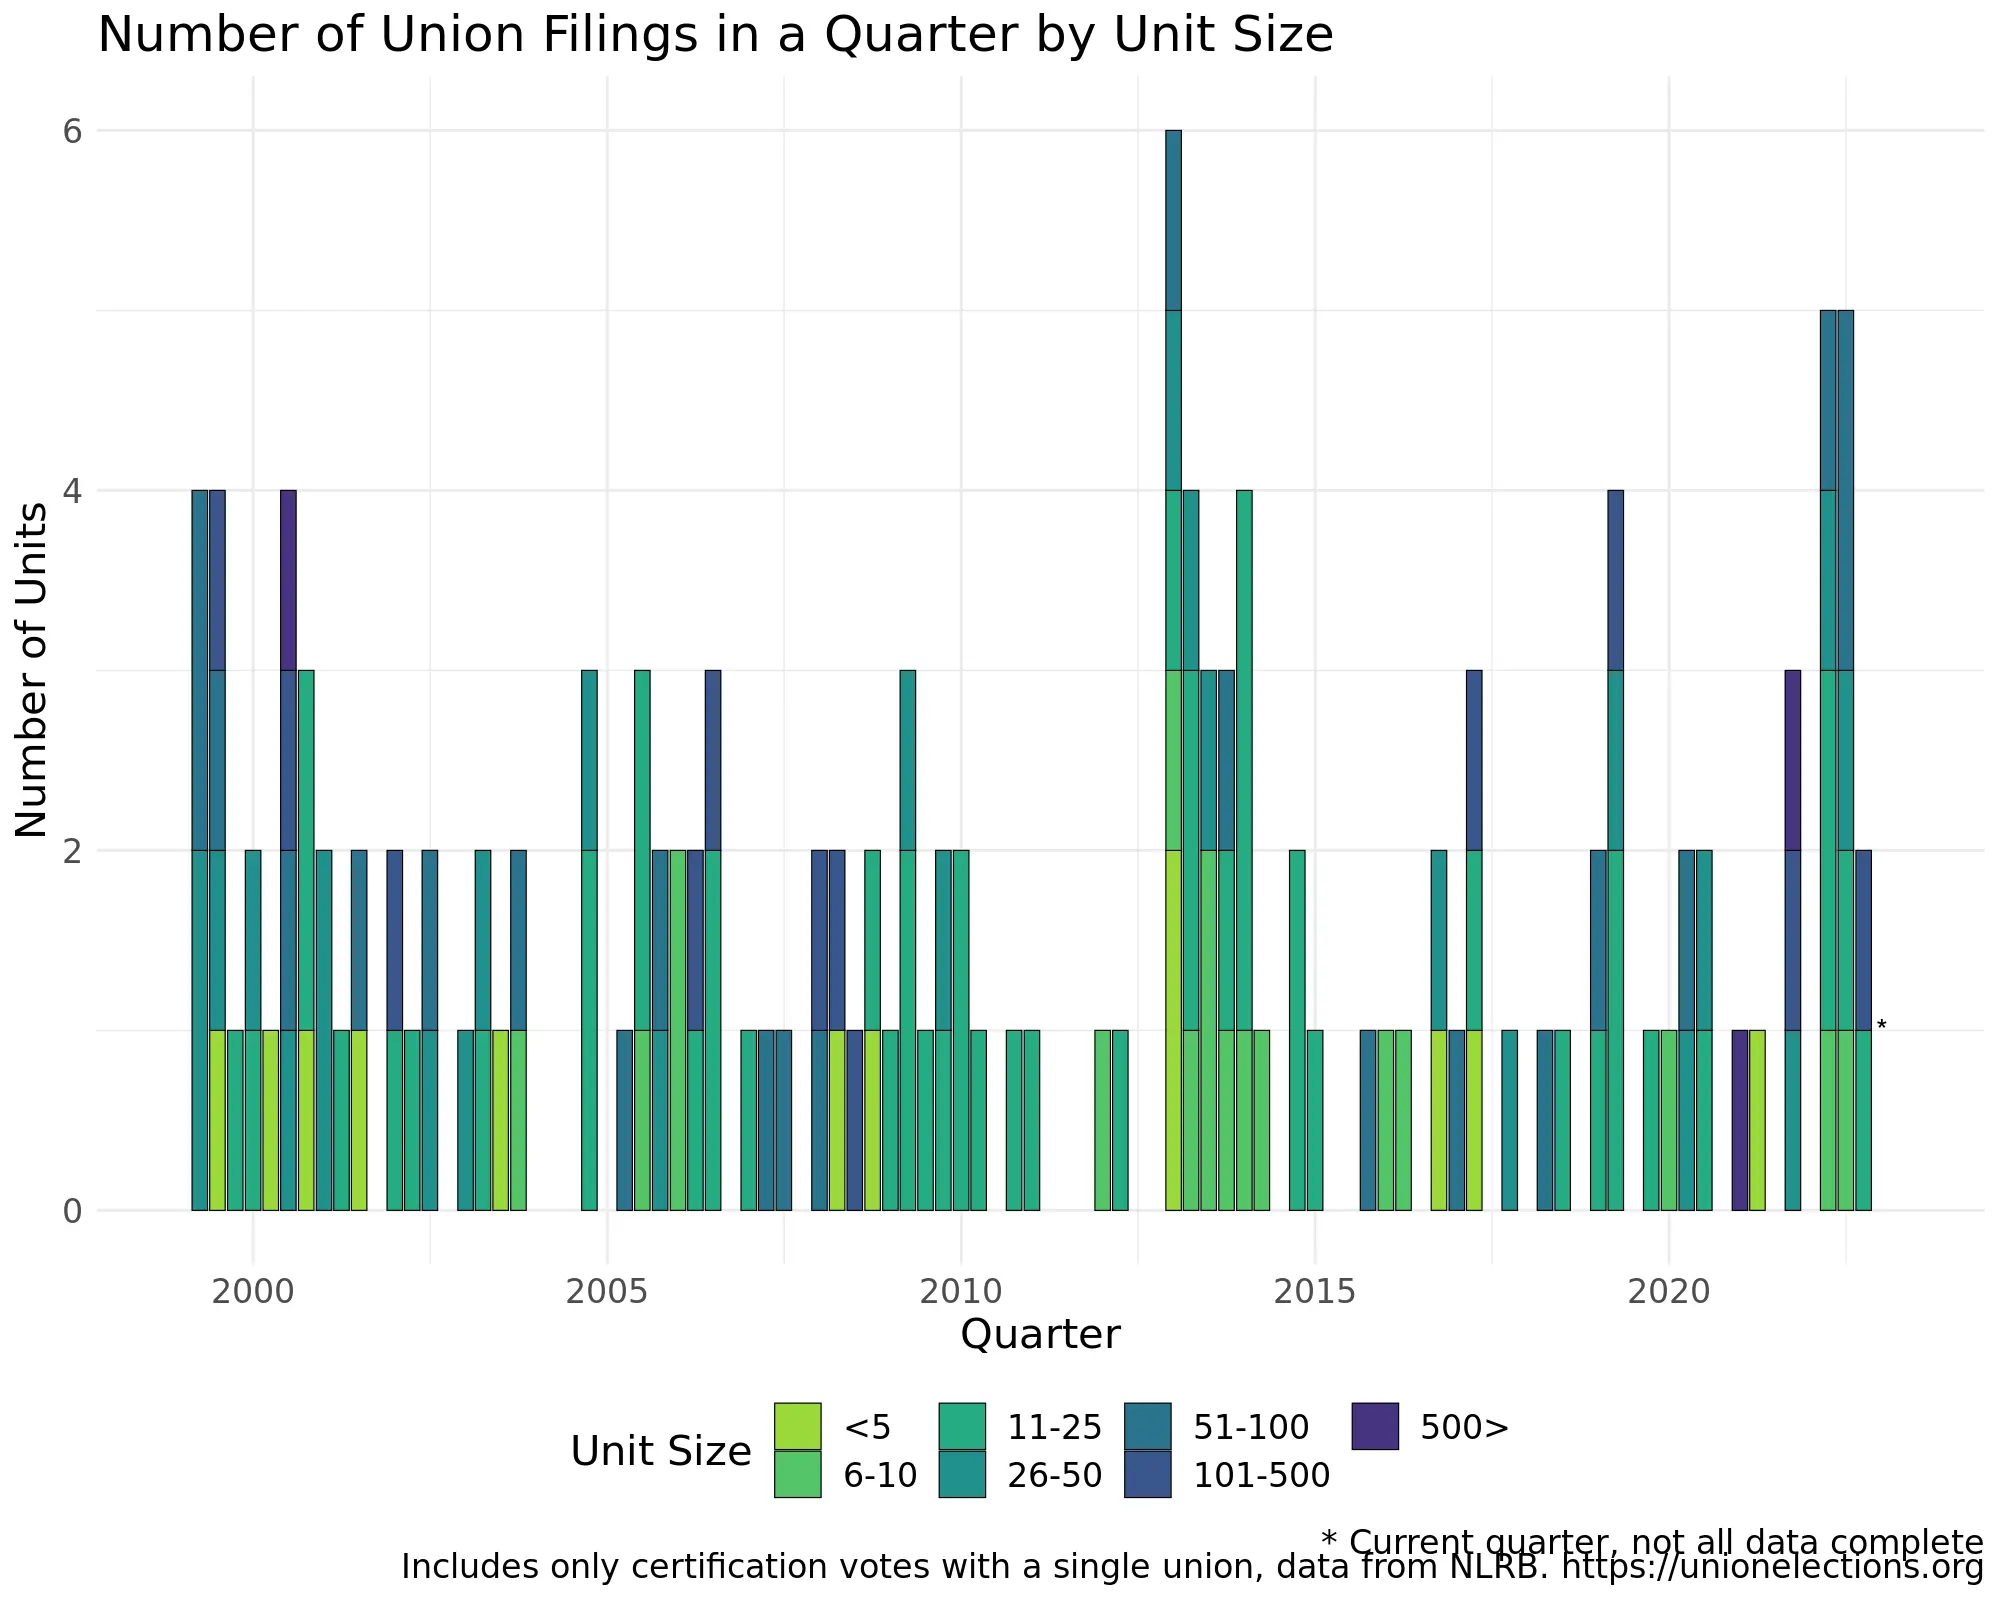 Number of Union Filings in a Quarter by Unit Size
Number of Units
6
4
2
0
*
2000 2005 2010 2015 2020
Quarter
Unit Size
<5 11-25 51-100 500>
6-10 26-50 101-500
* Current quarter, not all data complete
Includes only certification votes with a single union, data from NLRB. https://unionelections.org